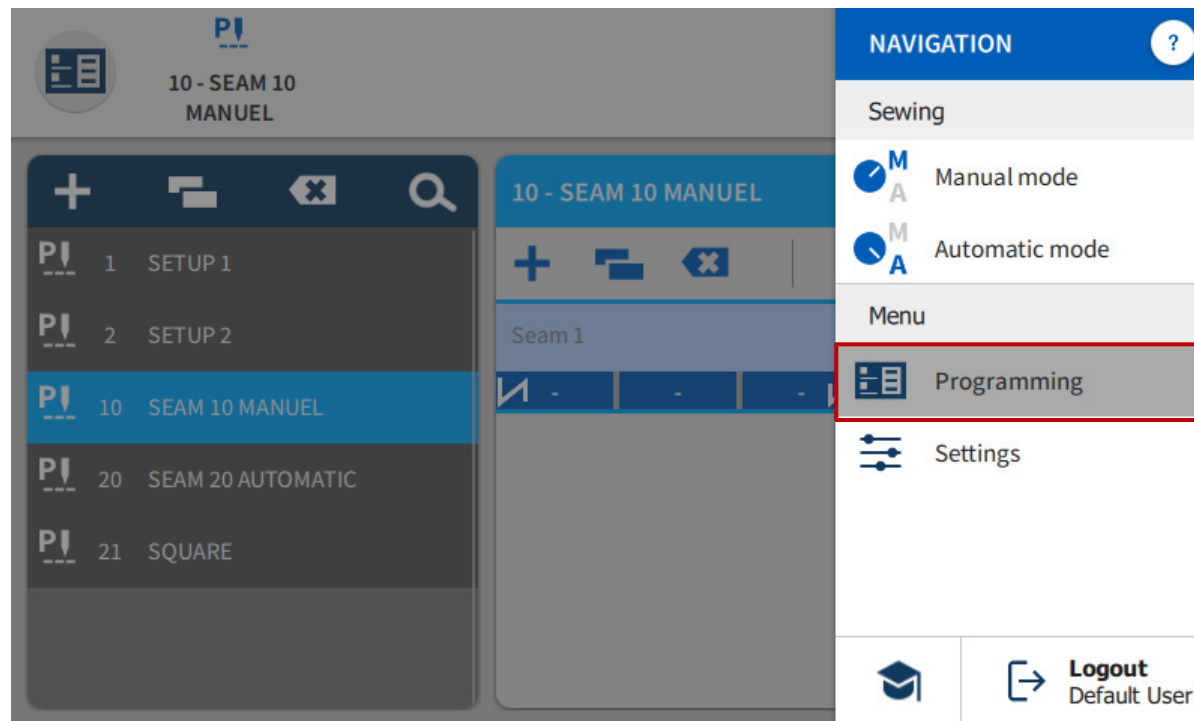 P
10 - SEAM 10
MANUEL
P 1 SETUP 1
P 2 SETUP 2
P 10 SEAM 10 MANUEL
P 20 SEAM 20 AUTOMATIC
P 21 SQUARE
10 - SEAM 10 MANUEL
Seam 1
- - -
NAVIGATION ?
Sewing
M
A Manual mode
M
A Automatic mode
Menu
Programming
Settings
Logout
Default User